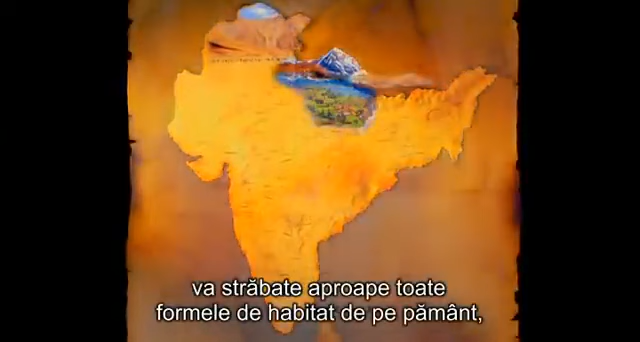 va străbate aproape toate
formele de habitat de pe pământ,